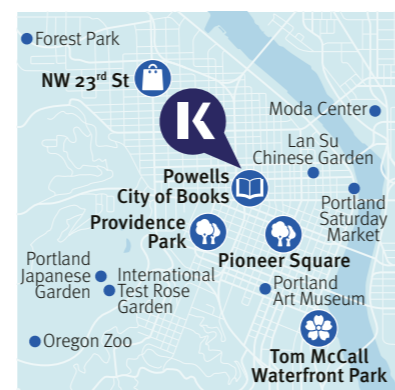 Forest Park
NW 23rd St
K
Moda Center
Lan Su
Chinese Garden
Powells
City of Books
Portland
Saturday
Market
Providence
Park
Pioneer Square
Portland
Japanese
Garden
International
Test Rose
Garden
Portland
Art Museum
Oregon Zoo
Tom McCall
Waterfront Park